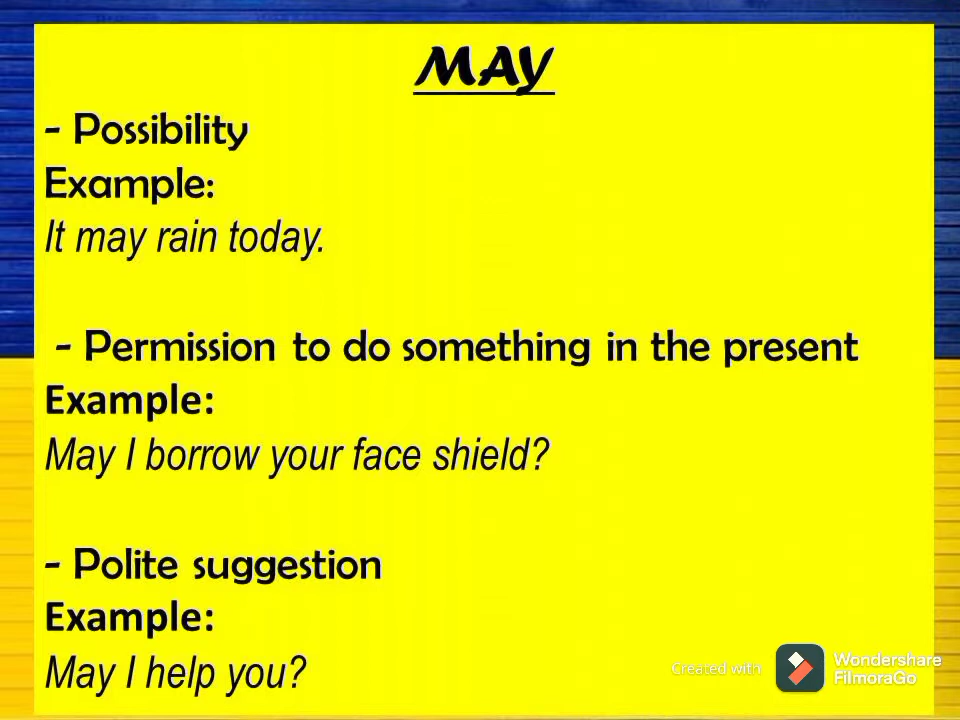 MAY
- Possibility
Example:
It may rain today.
- Permission to do something in the present
Example:
May I borrow your face shield?
- Polite suggestion
Example:
May I help you?
Created with
Wondershare
FilmoraGo